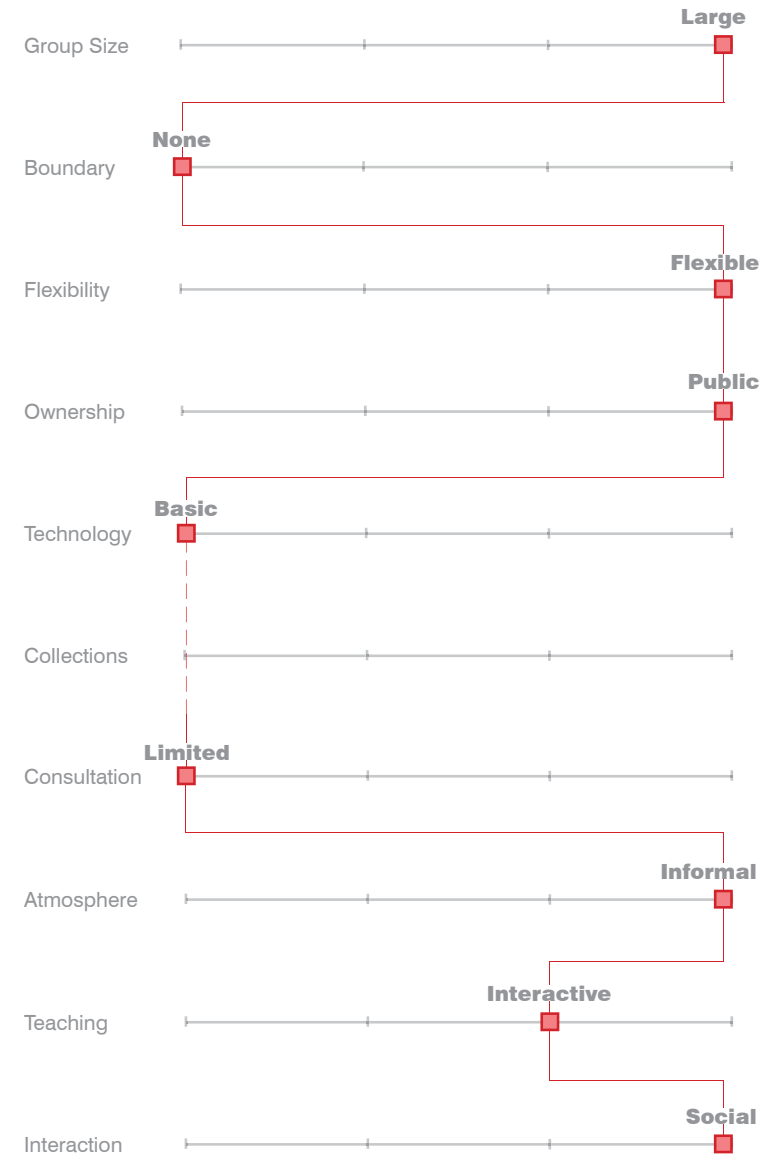 Large
Group Size
None
Boundary
Flexible
Flexibility
Public
Ownership
Basic
Technology
Collections
Limited
Consultation
Informal
Atmosphere
Interactive
Teaching
Social
Interaction